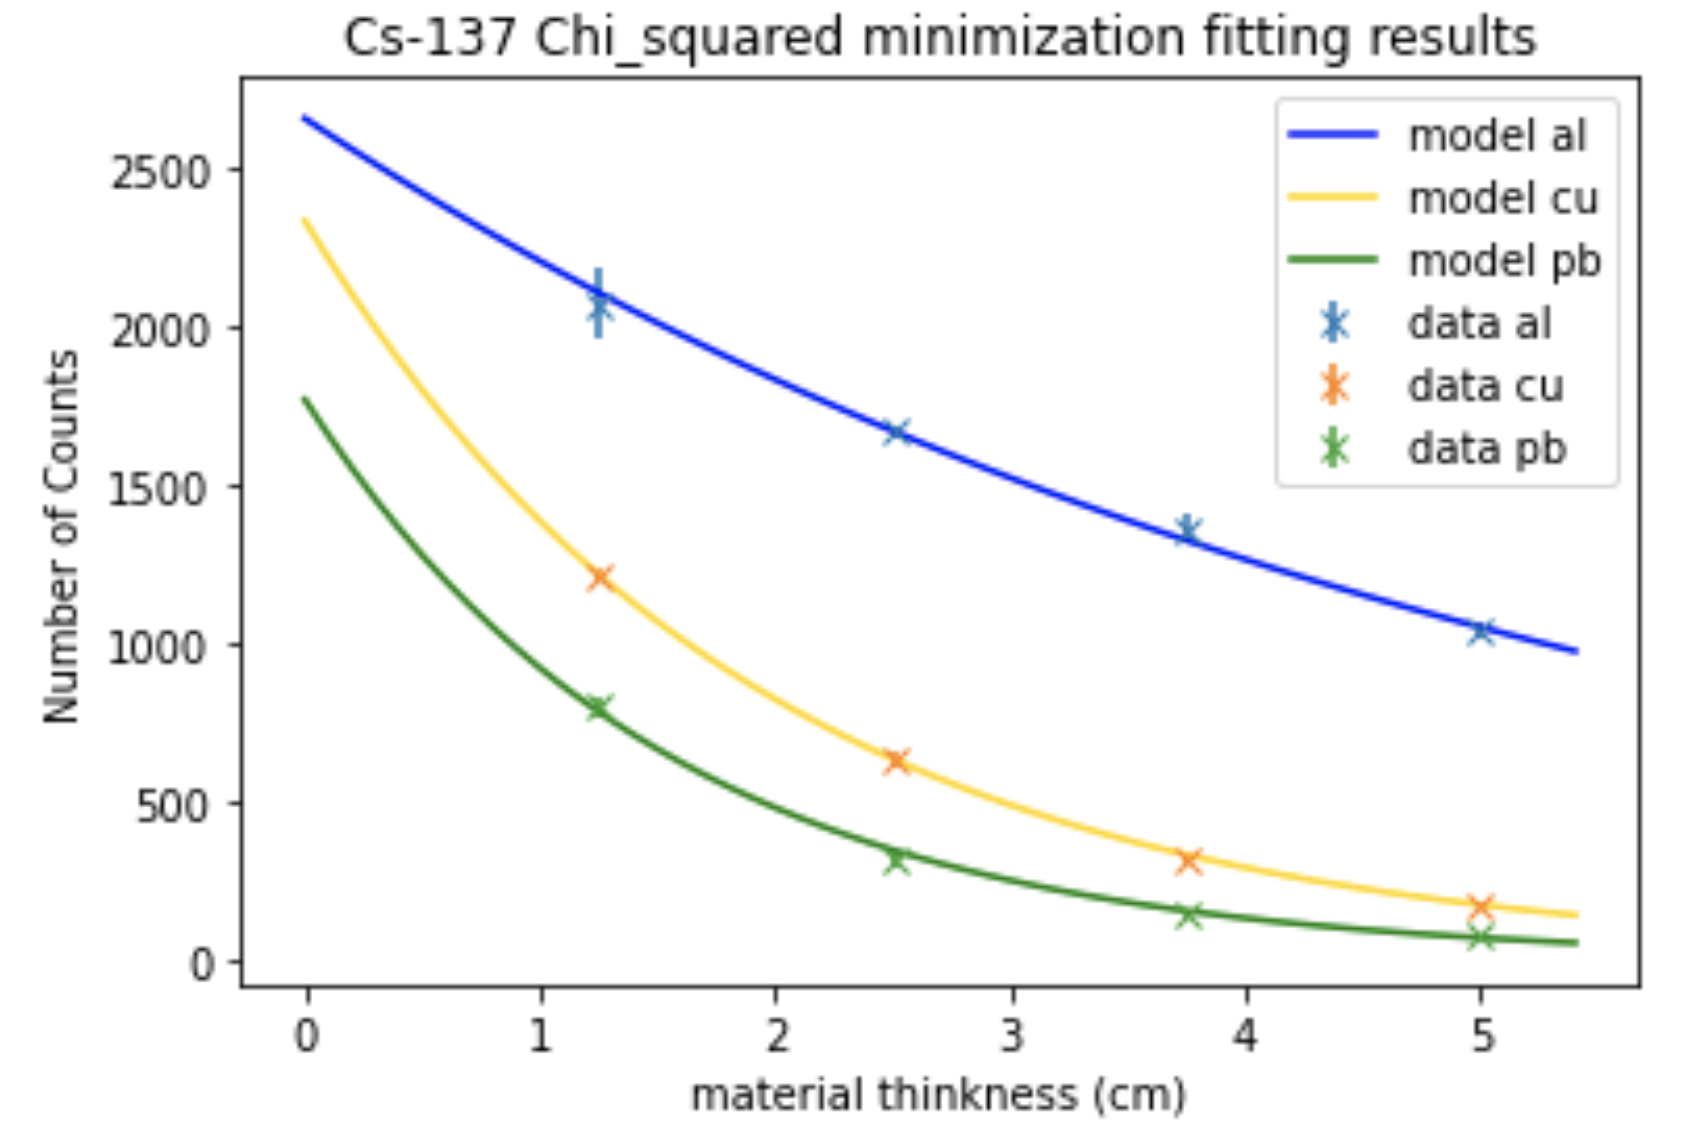 Cs-137 Chi_squared minimization fitting results
model al
model cu
model pb
data al
data cu
data pb
Number of Counts
2500
2000
1500
1000
500
0
0 1 2 3 4 5
material thinkness (cm)